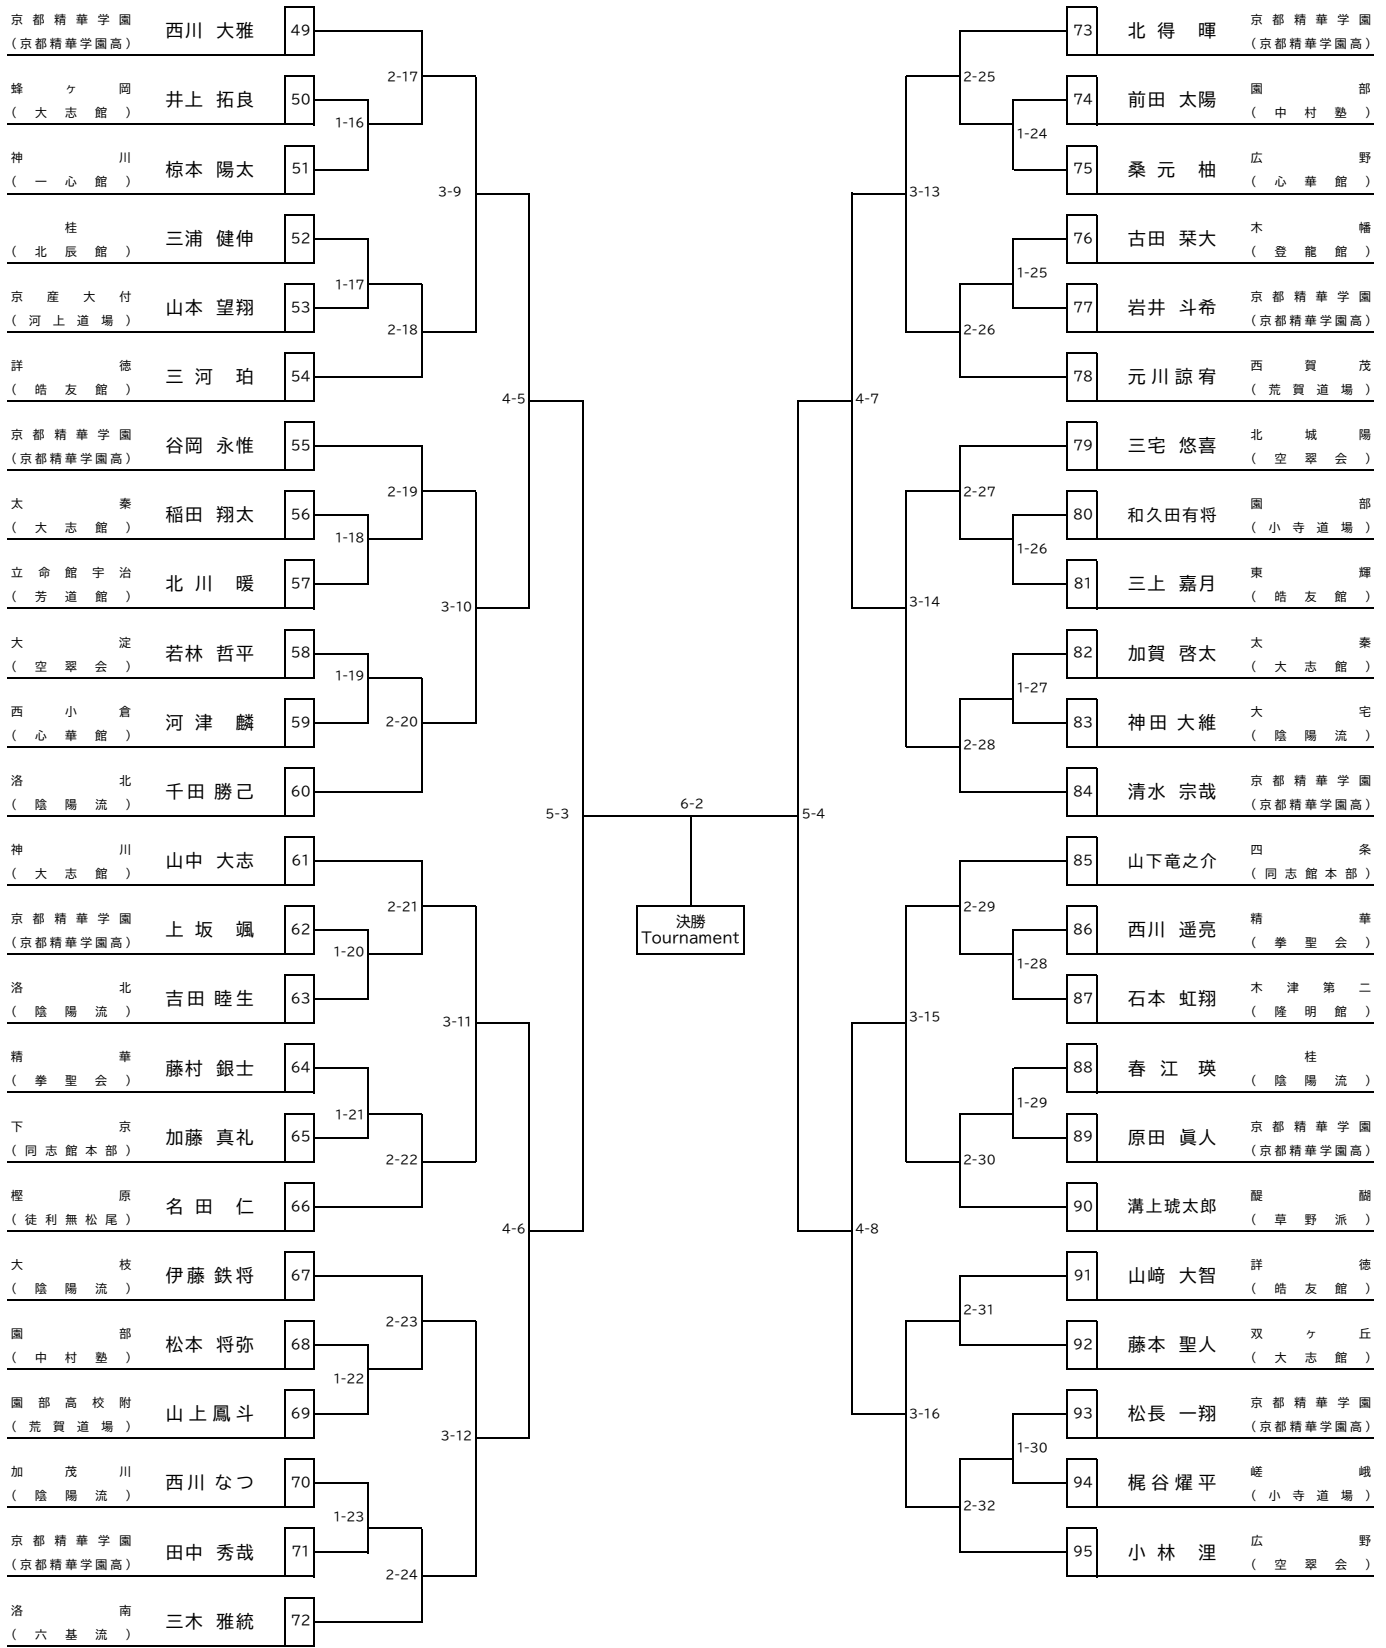 京都精華学園
(京都精華学園高)
西川 大雅
49
蜂ヶ岡
(大志館)
井上 拓良
50
神川
(一心館)
椋本 陽太
51
桂
(北辰館)
三浦 健伸
52
京産大付
(河上道場)
山本 望翔
53
詳徳
(皓友館)
三河 珀
54
京都精華学園
(京都精華学園高)
谷岡 永惟
55
太秦
(大志館)
稲田 翔太
56
立命館宇治
(芳道館)
北川 暖
57
大淀
(空翠会)
若林 哲平
58
西小倉
(心華館)
河津 麟
59
洛北
(陰陽流)
千田 勝己
60
神川
(大志館)
山中 大志
61
京都精華学園
(京都精華学園高)
上坂 颯
62
洛北
(陰陽流)
吉田 睦生
63
精華
(拳聖会)
藤村 銀士
64
下京
(同志館本部)
加藤 真礼
65
樫原
(徒利無松尾)
名田 仁
66
大枝
(陰陽流)
伊藤 鉄将
67
園部
(中村塾)
松本 将弥
68
園部高校附
(荒賀道場)
山上鳳斗
69
加茂川
(陰陽流)
西川 なつ
70
京都精華学園
(京都精華学園高)
田中 秀哉
71
洛南
(六基流)
三木 雅統
72
1-16
1-17
1-18
1-19
1-20
1-21
1-22
1-23
2-17
2-18
2-19
2-20
2-21
2-22
2-23
2-24
3-9
3-10
3-11
3-12
4-5
4-6
5-3
6-2
決勝
Tournament
5-4
4-7
4-8
3-13
3-14
3-15
3-16
2-25
2-26
2-27
2-28
2-29
2-30
2-31
2-32
1-24
1-25
1-26
1-27
1-28
1-29
1-30
73
北得 暉
京都精華学園
(京都精華学園高)
74
前田 太陽
園部
(中村塾)
75
桑元 柚
広野
(心華館)
76
古田 栞大
木幡
(登龍館)
77
岩井 斗希
京都精華学園
(京都精華学園高)
78
元川諒宥
西賀茂
(荒賀道場)
79
三宅 悠喜
北城陽
(空翠会)
80
和久田有将
園部
(小寺道場)
81
三上 嘉月
東輝
(皓友館)
82
加賀 啓太
太秦
(大志館)
83
神田 大維
大宅
(陰陽流)
84
清水 宗哉
京都精華学園
(京都精華学園高)
85
山下竜之介
四条
(同志館本部)
86
西川 遥亮
精華
(拳聖会)
87
石本 虹翔
木津第二
(隆明館)
88
春江 瑛
桂
(陰陽流)
89
原田 眞人
京都精華学園
(京都精華学園高)
90
溝上琥太郎
醍醐
(草野派)
91
山﨑 大智
詳徳
(皓友館)
92
藤本 聖人
双ヶ丘
(大志館)
93
松長 一翔
京都精華学園
(京都精華学園高)
94
梶谷燿平
嵯峨
(小寺道場)
95
小林 浬
広野
(空翠会)